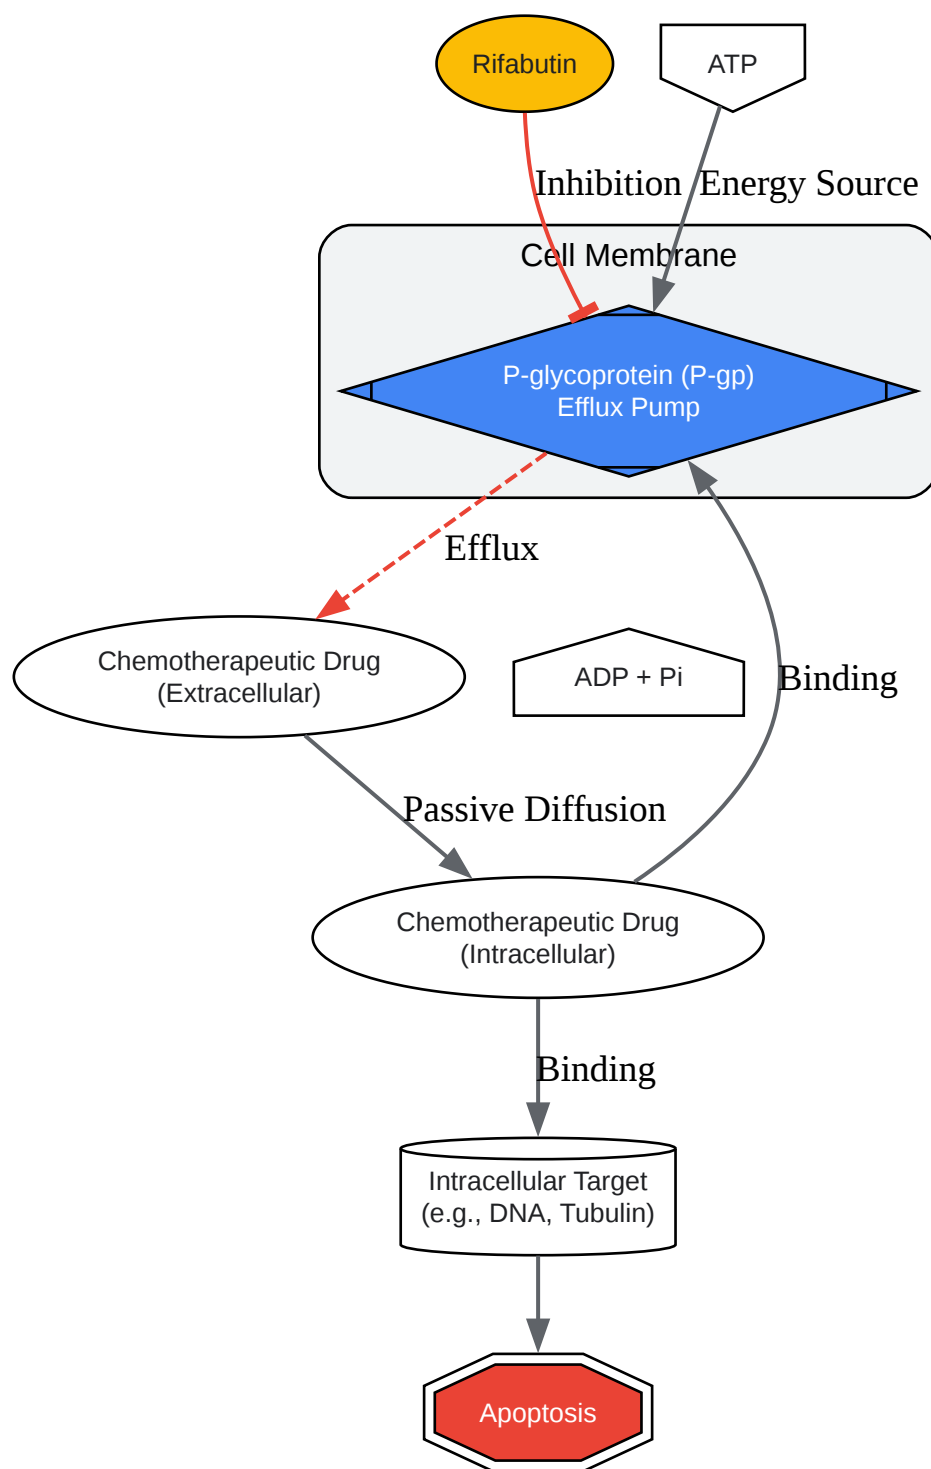 Rifabutin
ATP
Inhibition
Energy Source
Cell Membrane
P-glycoprotein (P-gp)
Efflux Pump
Efflux
Chemotherapeutic Drug
(Extracellular)
ADP + Pi
Binding
Passive Diffusion
Chemotherapeutic Drug
(Intracellular)
Binding
Intracellular Target
(e.g., DNA, Tubulin)
Apoptosis